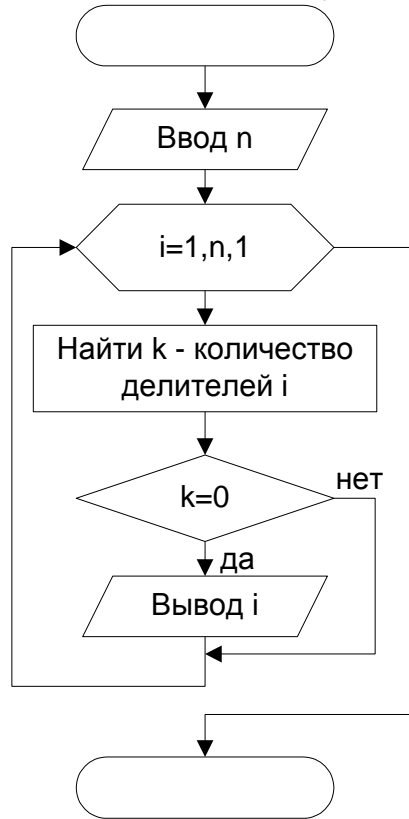 Ввод n
i=1,n,1
Найти k - количество
делителей i
k=0
нет
да
Вывод i